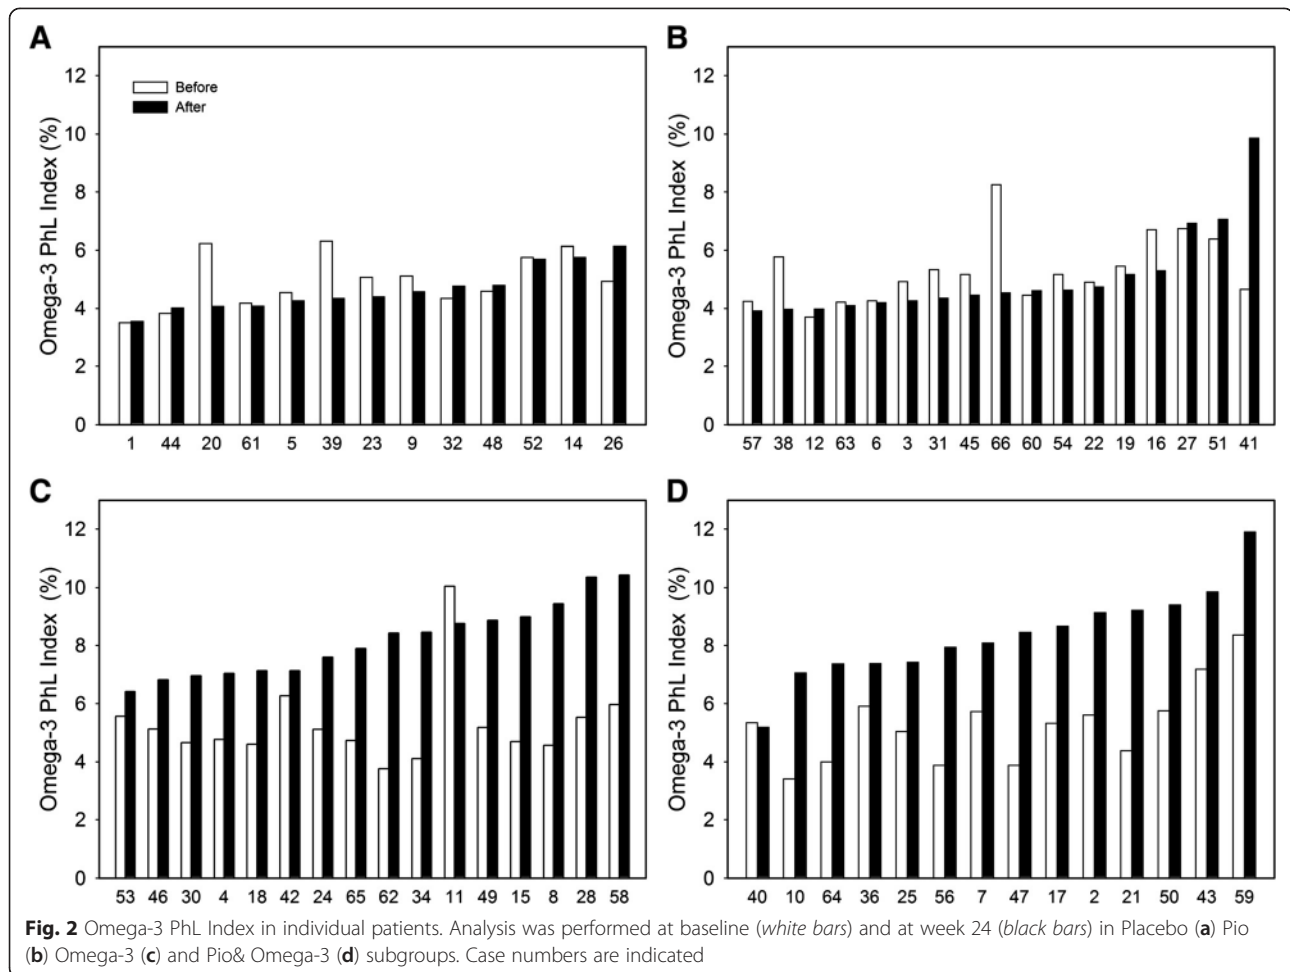 A
Omega-3 PhL Index (%)
12
10
8
6
4
2
0
Before
After
1 44 20 61 5 39 23 9 32 48 52 14 26
B
Omega-3 PhL Index (%)
12
10
8
6
4
2
0
57 38 12 63 6 3 31 45 66 60 54 22 19 16 27 51 41
C
Omega-3 PhL Index (%)
12
10
8
6
4
2
0
53 46 30 4 18 42 24 65 62 34 11 49 15 8 28 58
D
Omega-3 PhL Index (%)
12
10
8
6
4
2
0
40 10 64 36 25 56 7 47 17 2 21 50 43 59
Fig. 2 Omega-3 PhL Index in individual patients. Analysis was performed at baseline (white bars) and at week 24 (black bars) in Placebo (a) Pio
(b) Omega-3 (c) and Pio& Omega-3 (d) subgroups. Case numbers are indicated